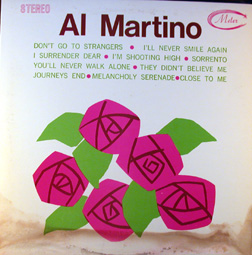 STEREO
Al Martino
DON'T GO TO STRANGERS • I'LL NEVER SMILE AGAIN
I SURRENDER DEAR • I'M SHOOTING HIGH • SORRENTO
YOU'LL NEVER WALK ALONE • THEY DIDN'T BELIEVE ME
JOURNEYS END • MELANCHOLY SERENADE • CLOSE TO ME